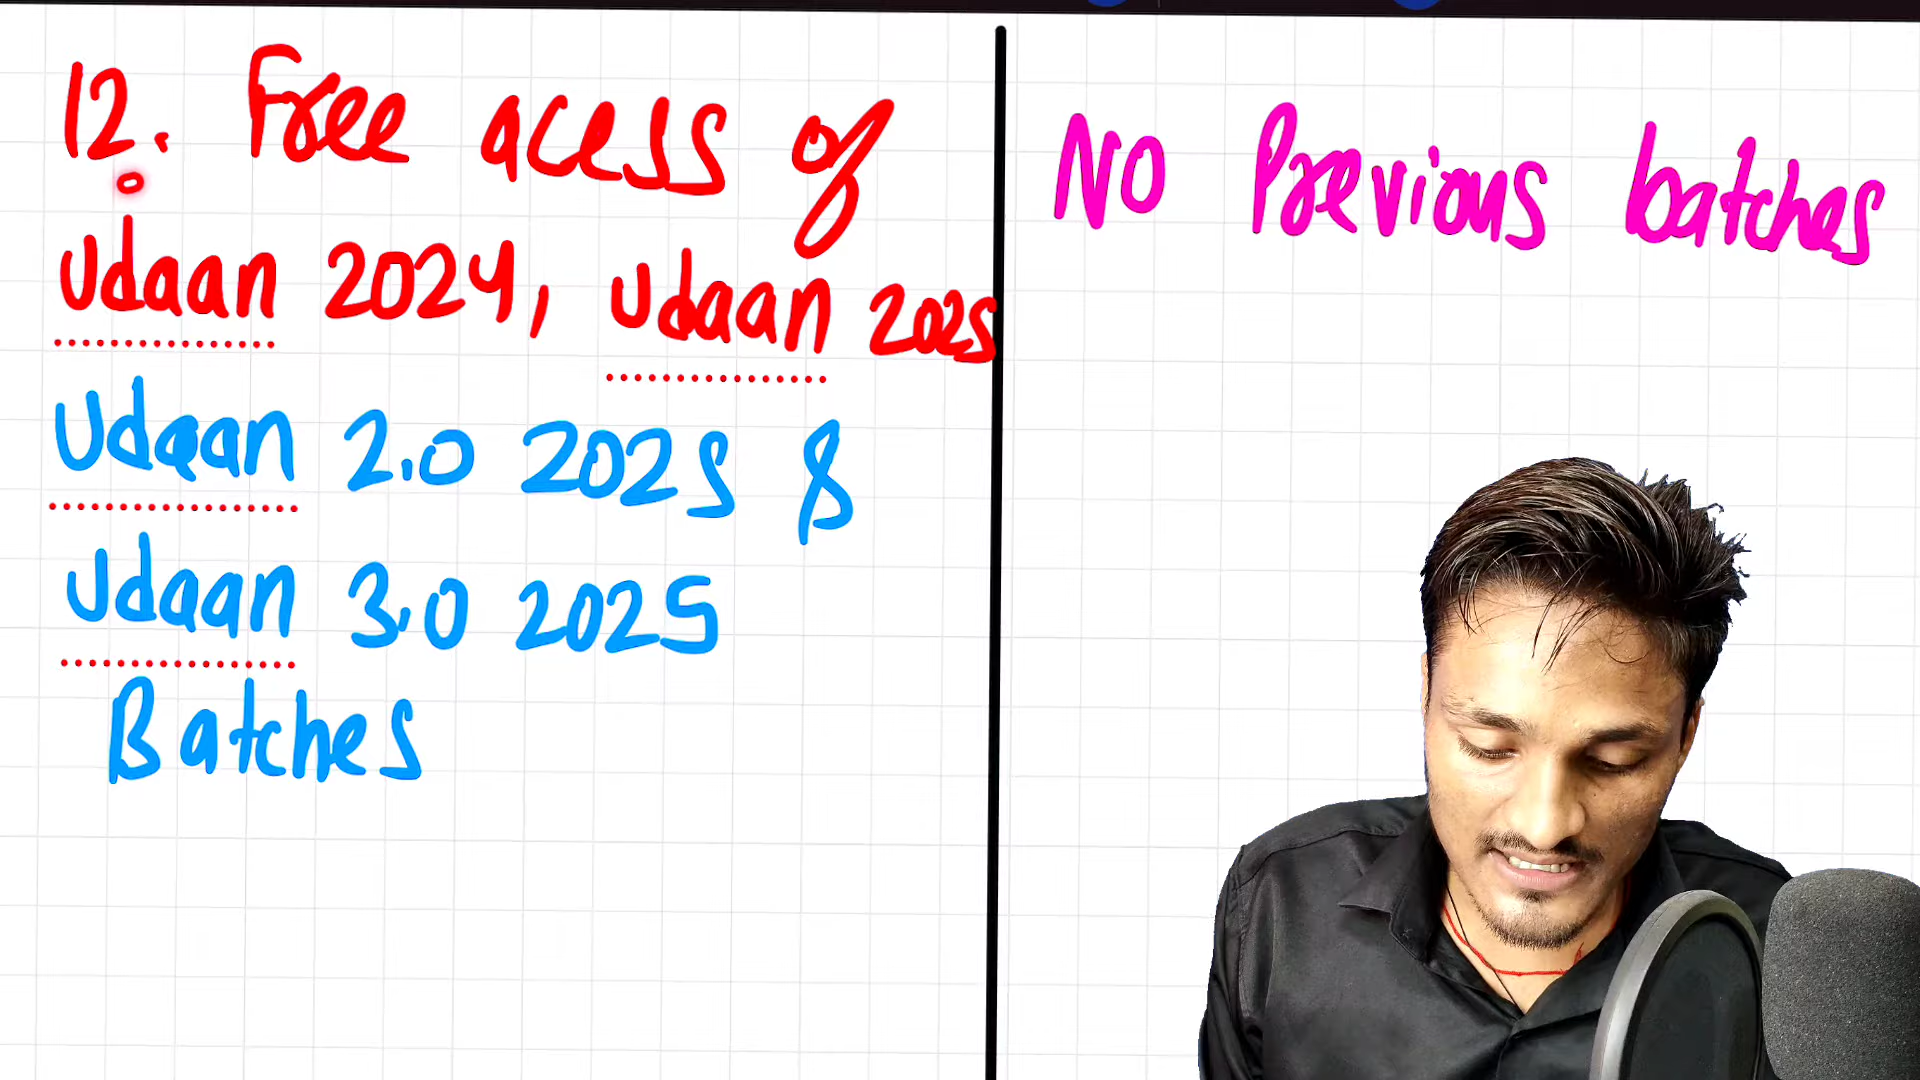 12. Free acess of
Udaan 2024, Udaan 2025
Udaan 2.0 2025 &
Udaan 3.0 2025
Batches
NO Previous batches